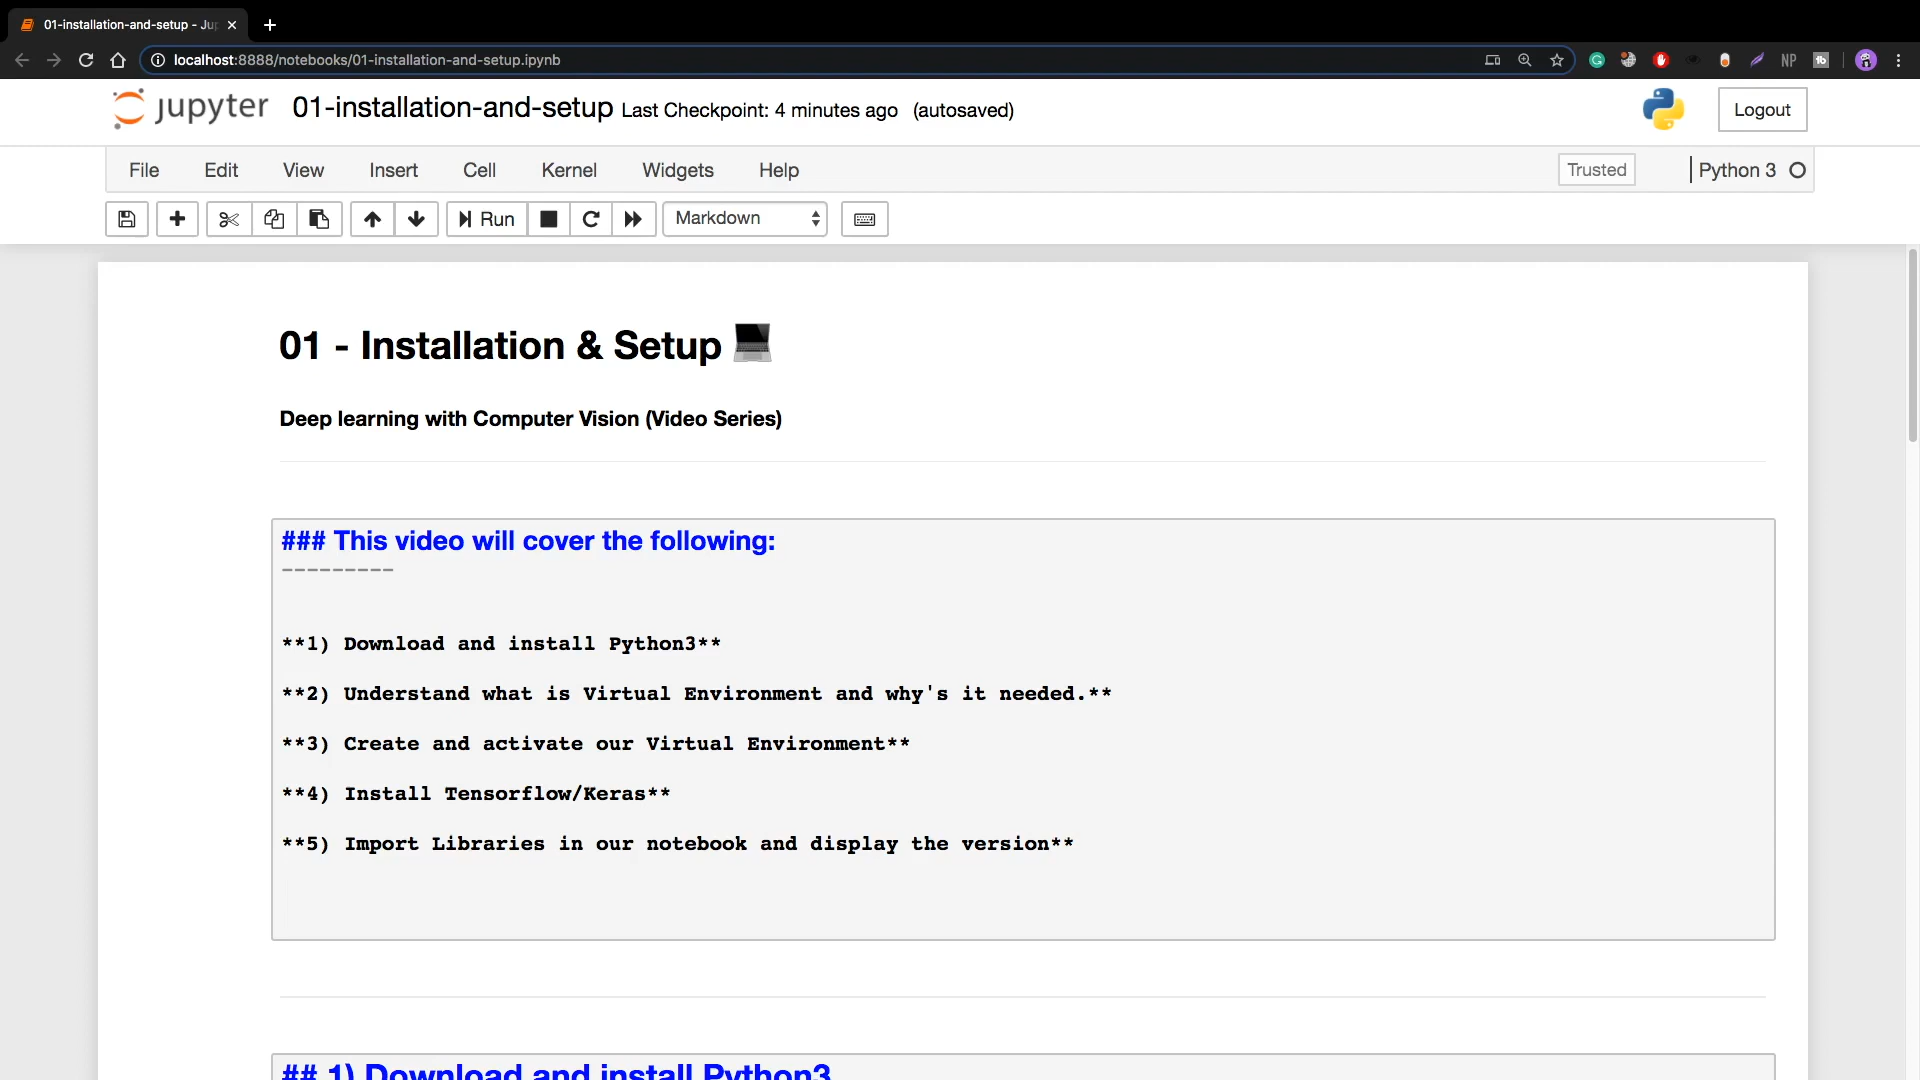 01-installation-and-setup - Ju
localhost:8888/notebooks/01-installation-and-setup.ipynb
NP
jupyter 01-installation-and-setup Last Checkpoint: 4 minutes ago (autosaved)
Logout
File Edit View Insert Cell Kernel Widgets Help
Trusted
Python 3
Run
Markdown
01 - Installation & Setup 💻
Deep learning with Computer Vision (Video Series)
### This video will cover the following:
---------
**1) Download and install Python3**
**2) Understand what is Virtual Environment and why's it needed.**
**3) Create and activate our Virtual Environment**
**4) Install Tensorflow/Keras**
**5) Import Libraries in our notebook and display the version**
## 1) Download and install Python3